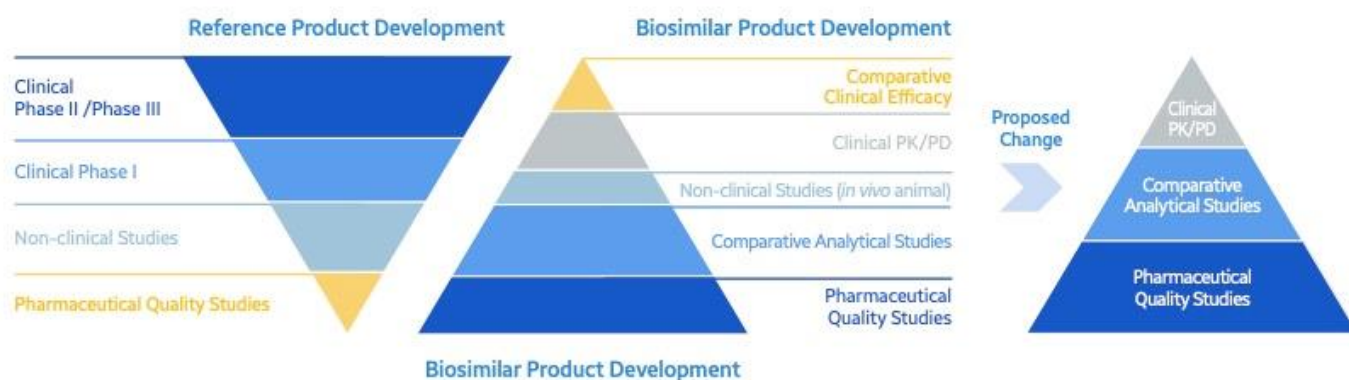 Reference Product Development
Clinical
Phase II /Phase III
Clinical Phase I
Non-clinical Studies
Pharmaceutical Quality Studies
Biosimilar Product Development
Comparative
Clinical Efficacy
Clinical PK/PD
Non-clinical Studies (in vivo animal)
Comparative Analytical Studies
Pharmaceutical
Quality Studies
Biosimilar Product Development
Proposed
Change
Clinical
PK/PD
Comparative
Analytical Studies
Pharmaceutical
Quality Studies